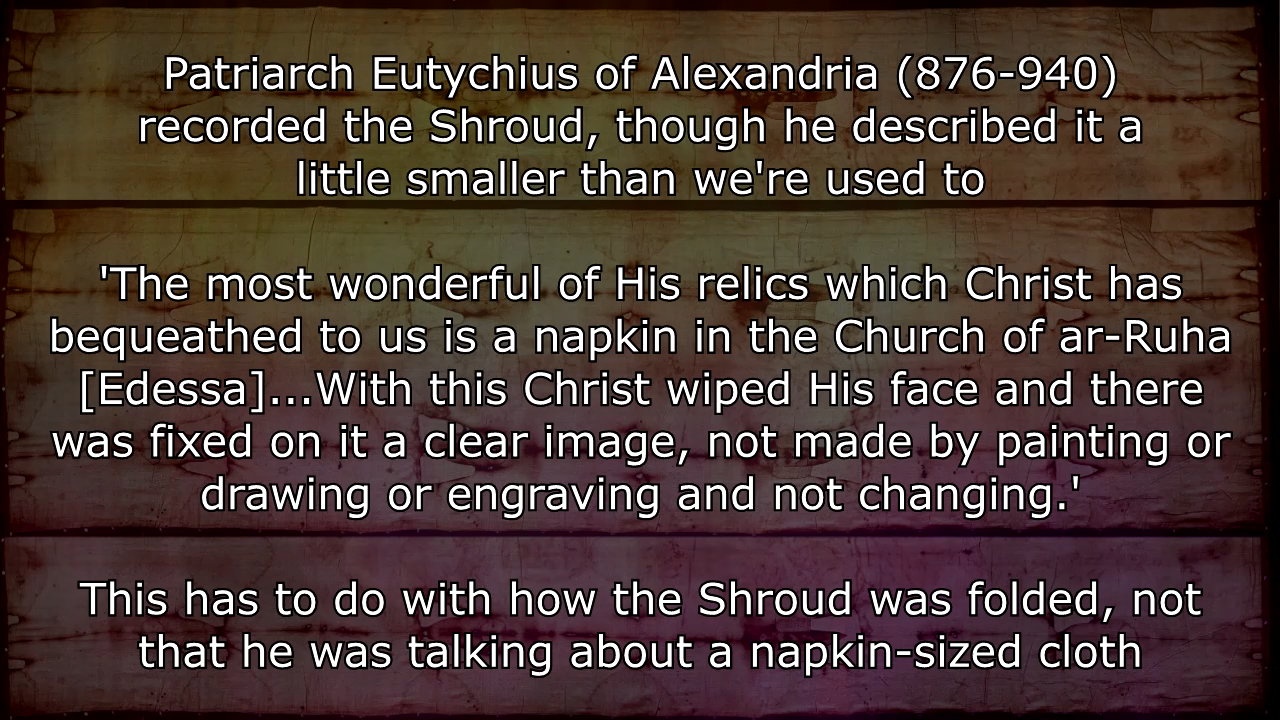 Patriarch Eutychius of Alexandria (876-940)
recorded the Shroud, though he described it a
little smaller than we're used to
'The most wonderful of His relics which Christ has
bequeathed to us is a napkin in the Church of ar-Ruha
[Edessa]...With this Christ wiped His face and there
was fixed on it a clear image, not made by painting or
drawing or engraving and not changing.'
This has to do with how the Shroud was folded, not
that he was talking about a napkin-sized cloth